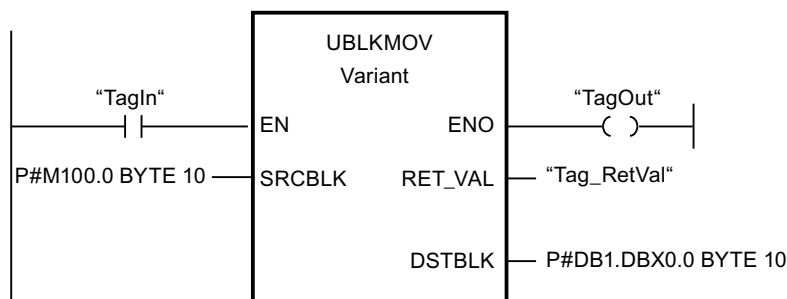 UBLKMOV
Variant
“TagIn“
“TagOut“
EN
ENO
P#M100.0 BYTE 10
SRCBLK
RET_VAL
“Tag_RetVal“
DSTBLK
P#DB1.DBX0.0 BYTE 10